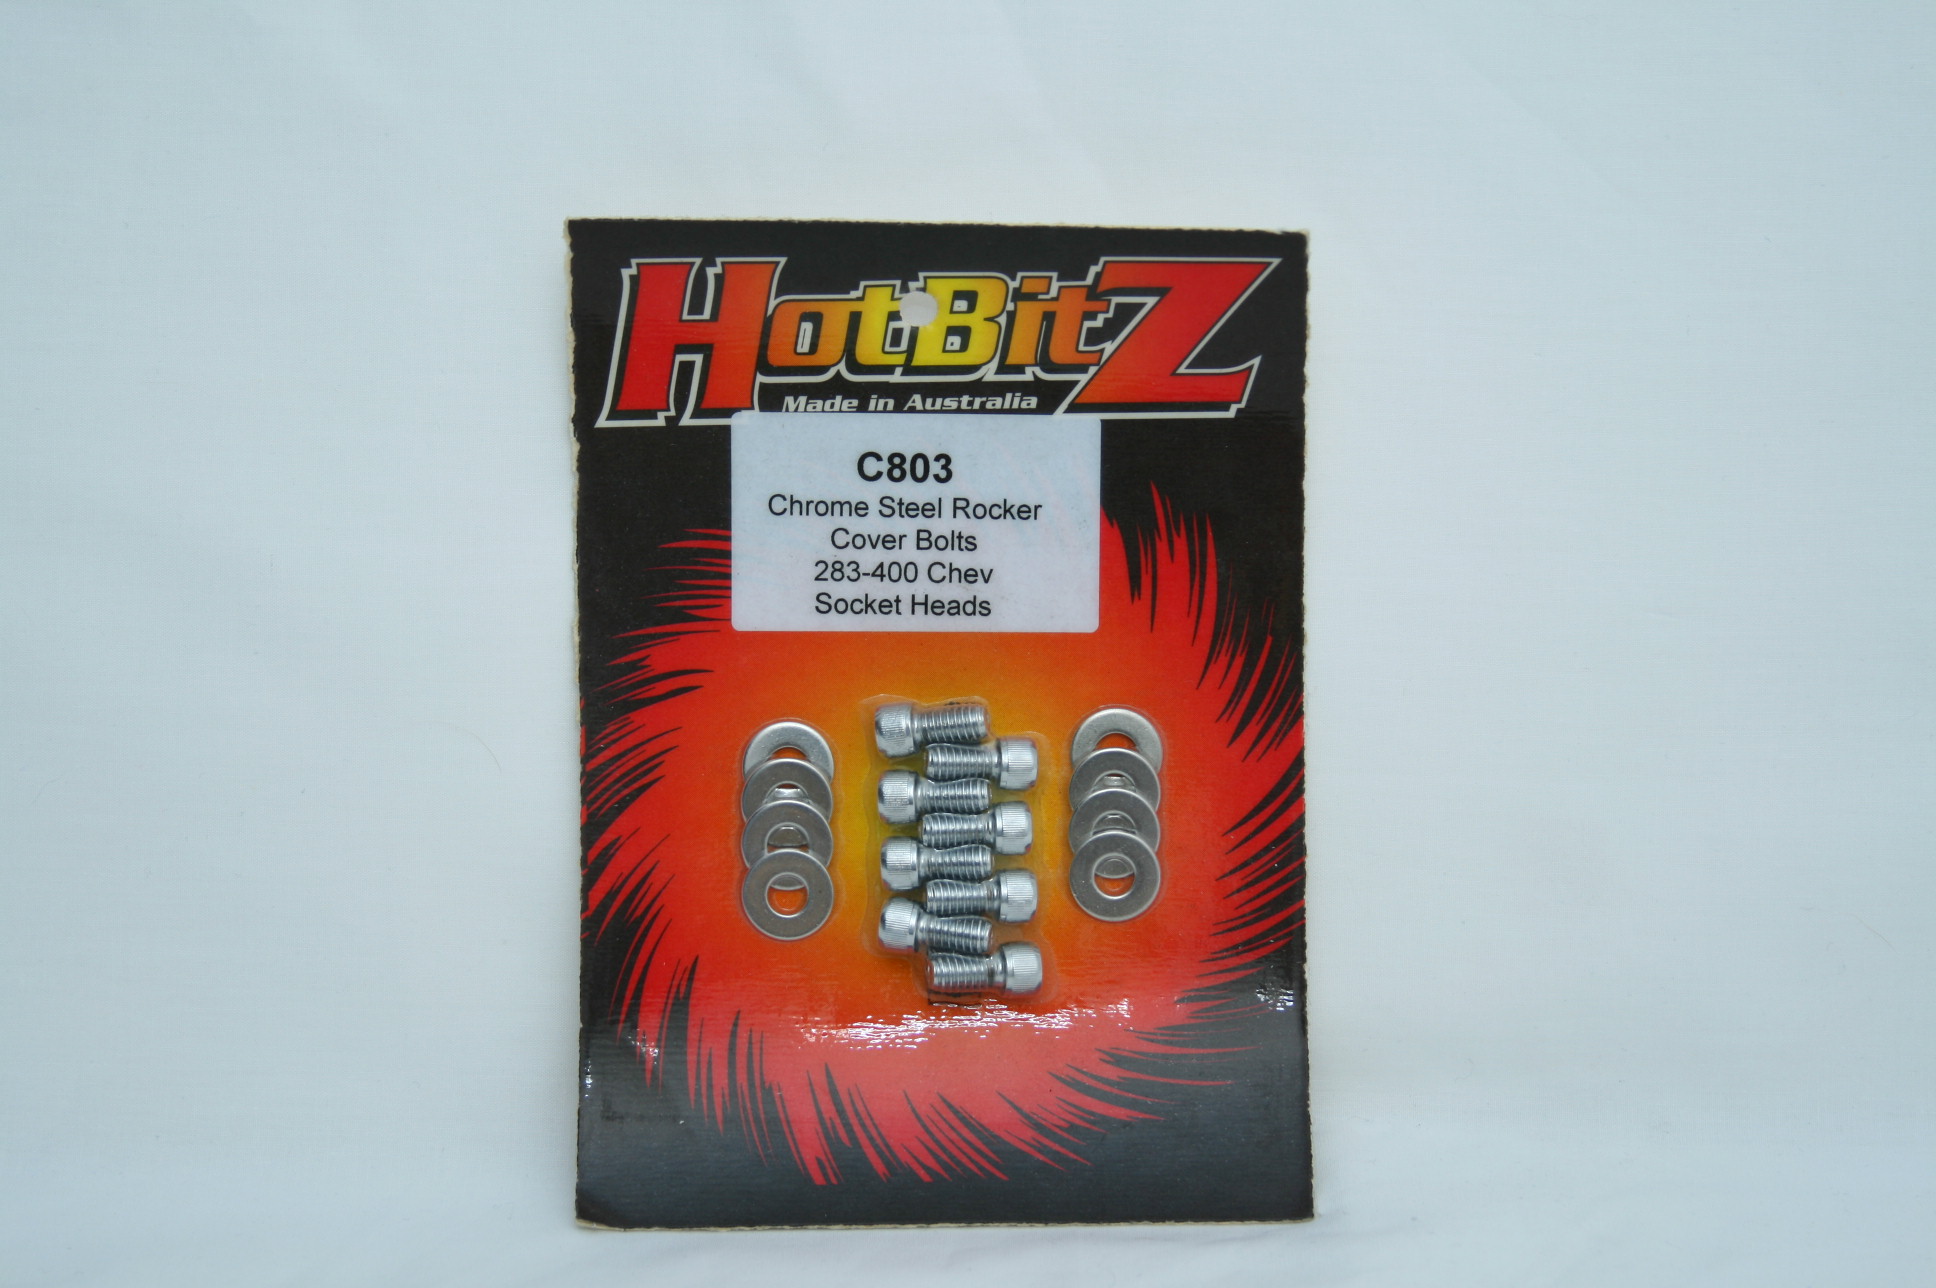 HotBitZ
Made in Australia
C803
Chrome Steel Rocker
Cover Bolts
283-400 Chev
Socket Heads